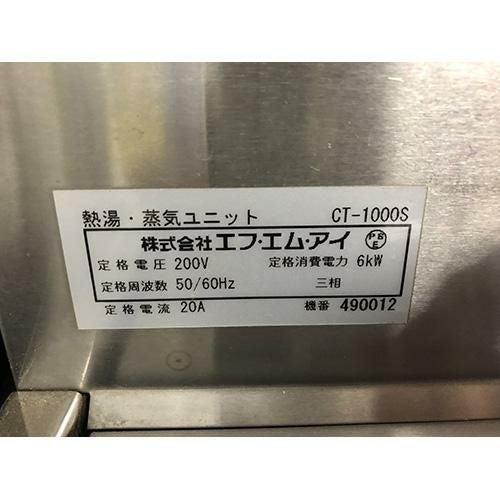 熱湯・蒸気ユニット CT-1000S
株式会社エフ・エム・アイ PSE
定格電圧 200V 定格消費電力 6kW
定格周波数 50/60Hz 三相
定格電流 20A 機番 490012